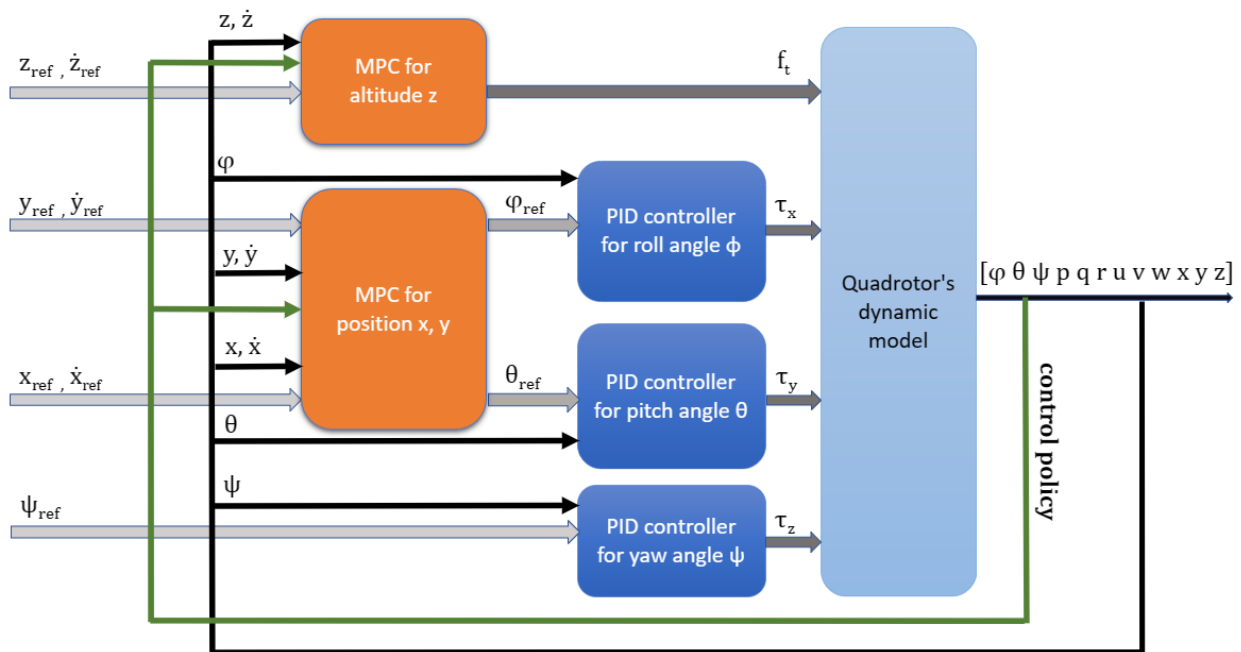 z, ż
z_ref , ż_ref
MPC for
altitude z
f_t
φ
y_ref , ẏ_ref
φ_ref
PID controller
for roll angle ϕ
τ_x
y, ẏ
MPC for
position x, y
Quadrotor's
dynamic
model
[φ θ ψ p q r u v w x y z]
x, ẋ
x_ref , ẋ_ref
θ_ref
PID controller
for pitch angle θ
τ_y
θ
control policy
ψ
ψ_ref
PID controller
for yaw angle ψ
τ_z